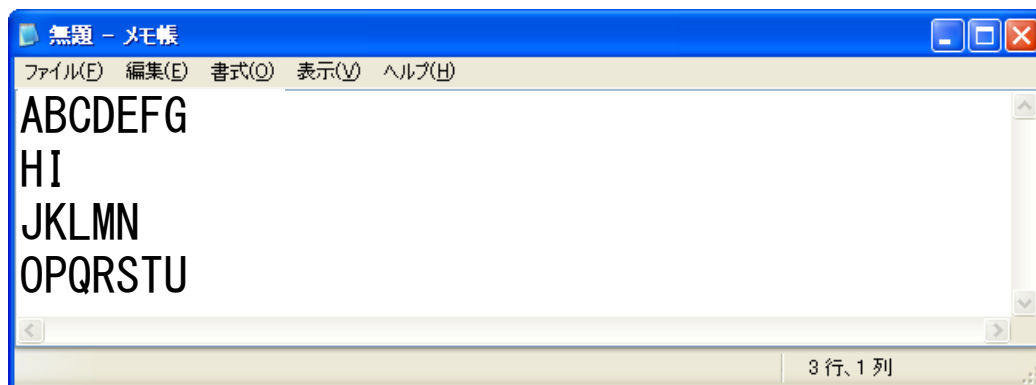 無題 - メモ帳
ファイル(F) 編集(E) 書式(O) 表示(V) ヘルプ(H)
ABCDEFG
HI
JKLMN
OPQRSTU
3 行、1 列